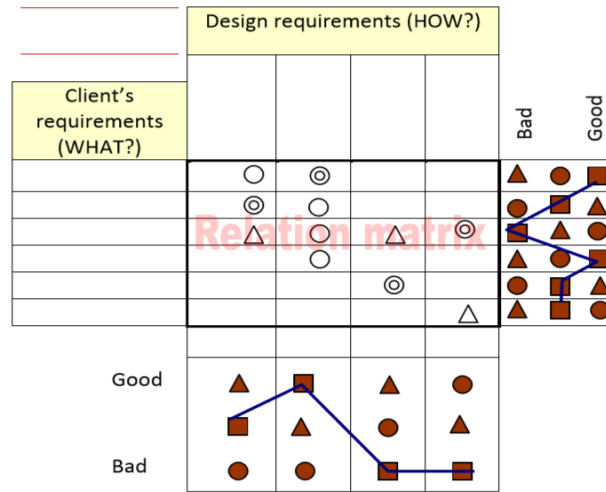 Design requirements (HOW?)
Client's
requirements
(WHAT?)
Bad
Good
Relation matrix
Good
Bad